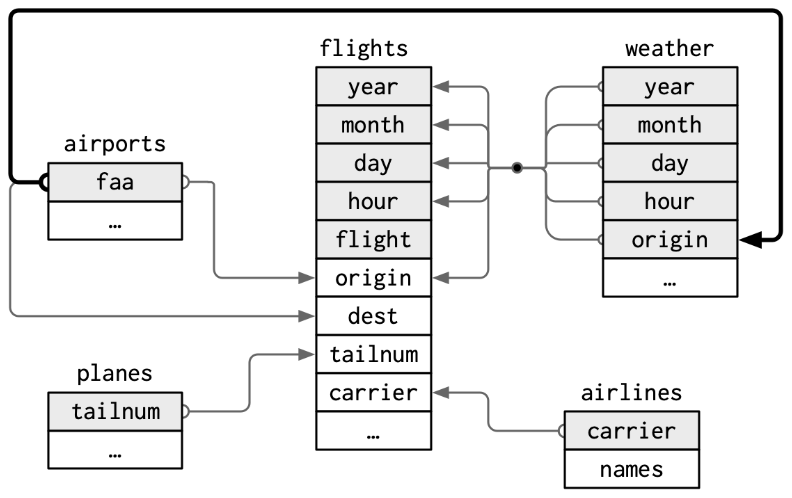 airports
faa
…
planes
tailnum
…
flights
year
month
day
hour
flight
origin
dest
tailnum
carrier
…
weather
year
month
day
hour
origin
…
airlines
carrier
names